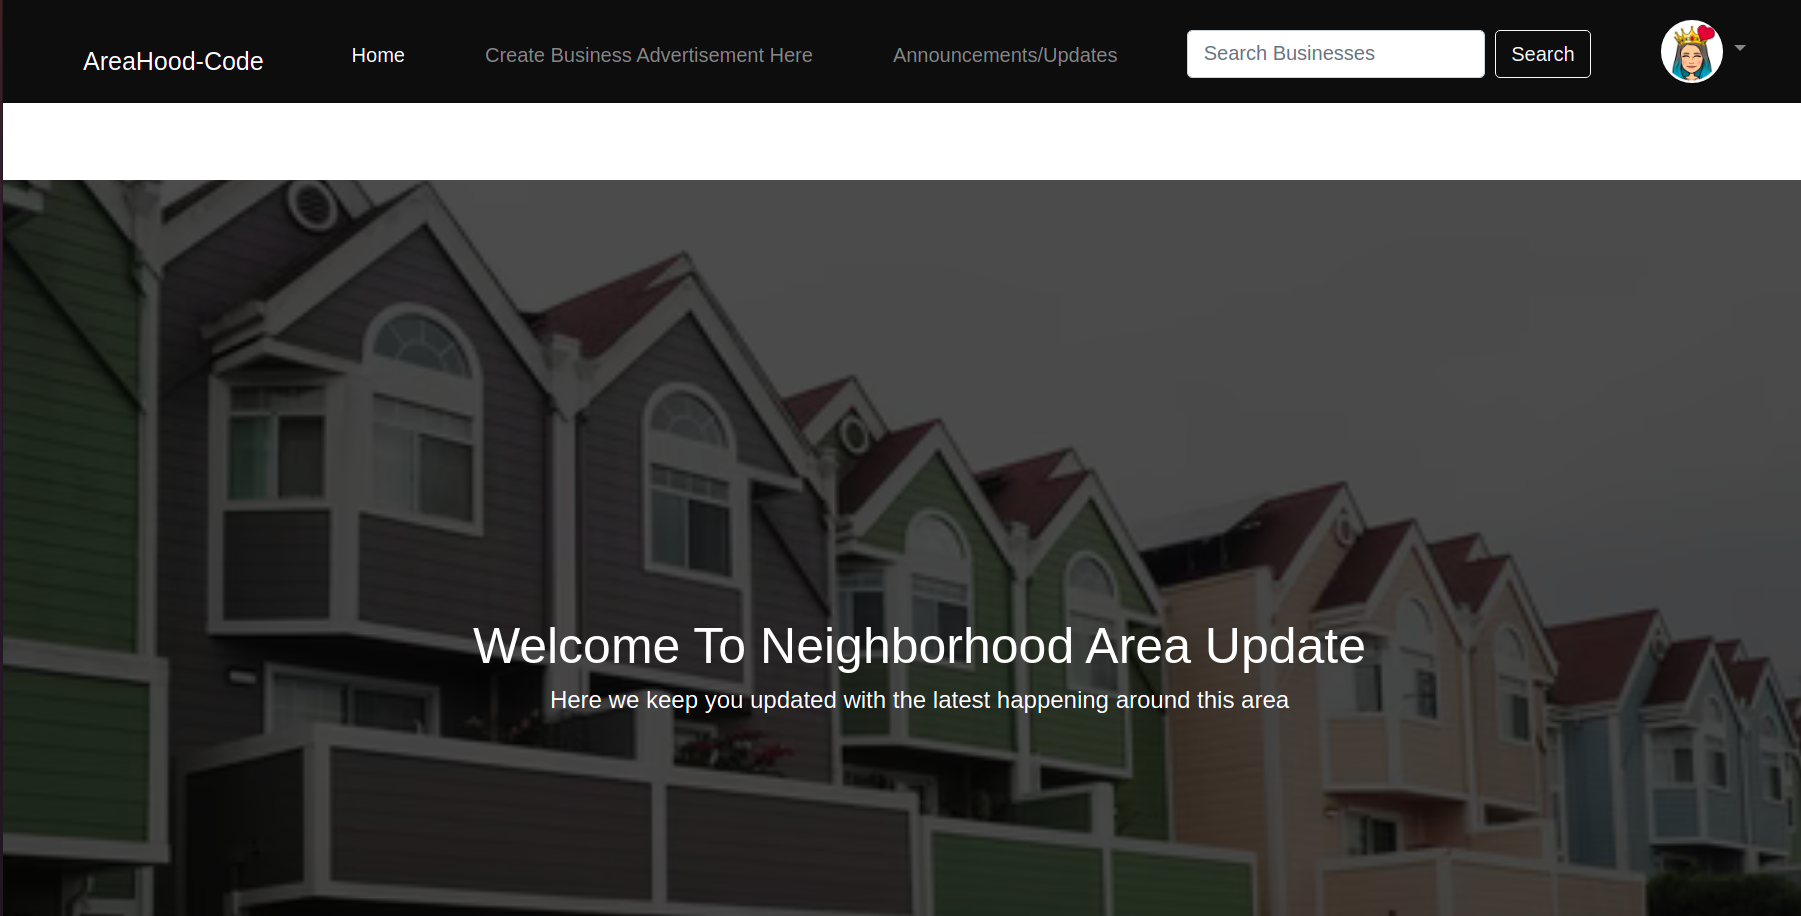 AreaHood-Code
Home
Create Business Advertisement Here
Announcements/Updates
Search Businesses
Search
Welcome To Neighborhood Area Update
Here we keep you updated with the latest happening around this area